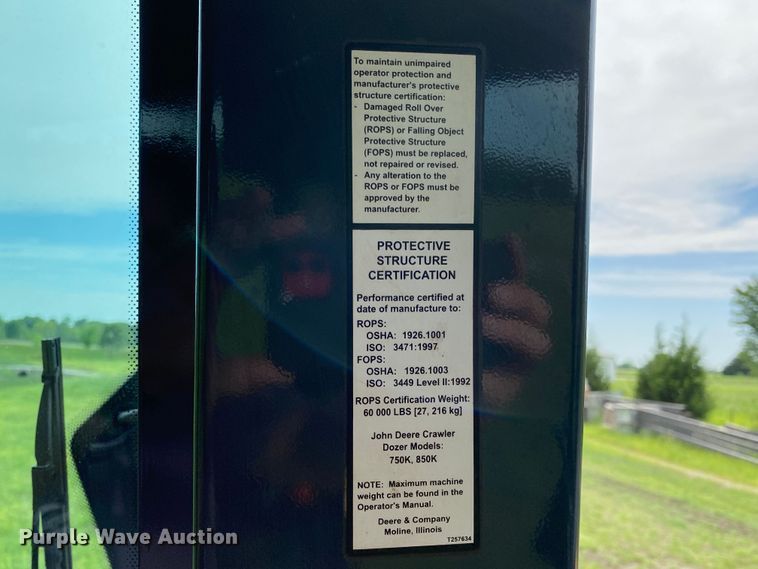 To maintain unimpaired
operator protection and
manufacturer's protective
structure certification:
- Damaged Roll Over
Protective Structure
(ROPS) or Falling Object
Protective Structure
(FOPS) must be replaced,
not repaired or revised.
- Any alteration to the
ROPS or FOPS must be
approved by the
manufacturer.
PROTECTIVE
STRUCTURE
CERTIFICATION
Performance certified at
date of manufacture to:
ROPS:
OSHA: 1926.1001
ISO: 3471:1997
FOPS:
OSHA: 1926.1003
ISO: 3449 Level II:1992
ROPS Certification Weight:
60 000 LBS [27, 216 kg]
John Deere Crawler
Dozer Models:
750K, 850K
NOTE: Maximum machine
weight can be found in the
Operator's Manual.
Deere & Company
Moline, Illinois
T257634
Purple Wave Auction